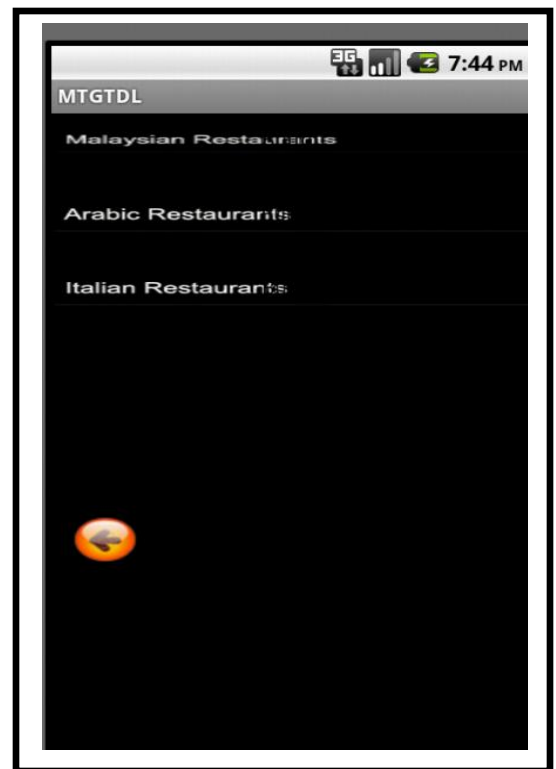 3G 7:44 PM
MTGTDL
Malaysian Restaurants
Arabic Restaurants
Italian Restaurants